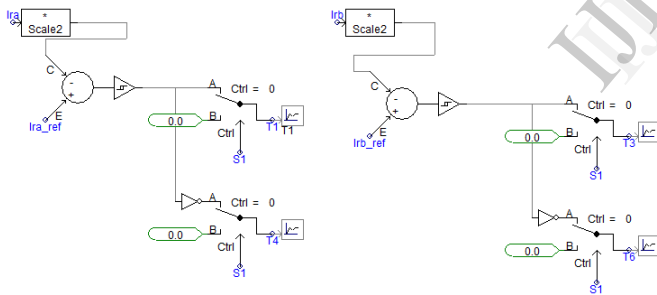 Ira
*
Scale2
C
-
+
E
Ira_ref
A
Ctrl = 0
B
0.0
Ctrl
T1
T1
S1
A
Ctrl = 0
B
0.0
Ctrl
T4
S1
Irb
*
Scale2
C
-
+
E
Irb_ref
A
Ctrl = 0
B
0.0
Ctrl
T3
S1
A
Ctrl = 0
B
0.0
Ctrl
T6
S1